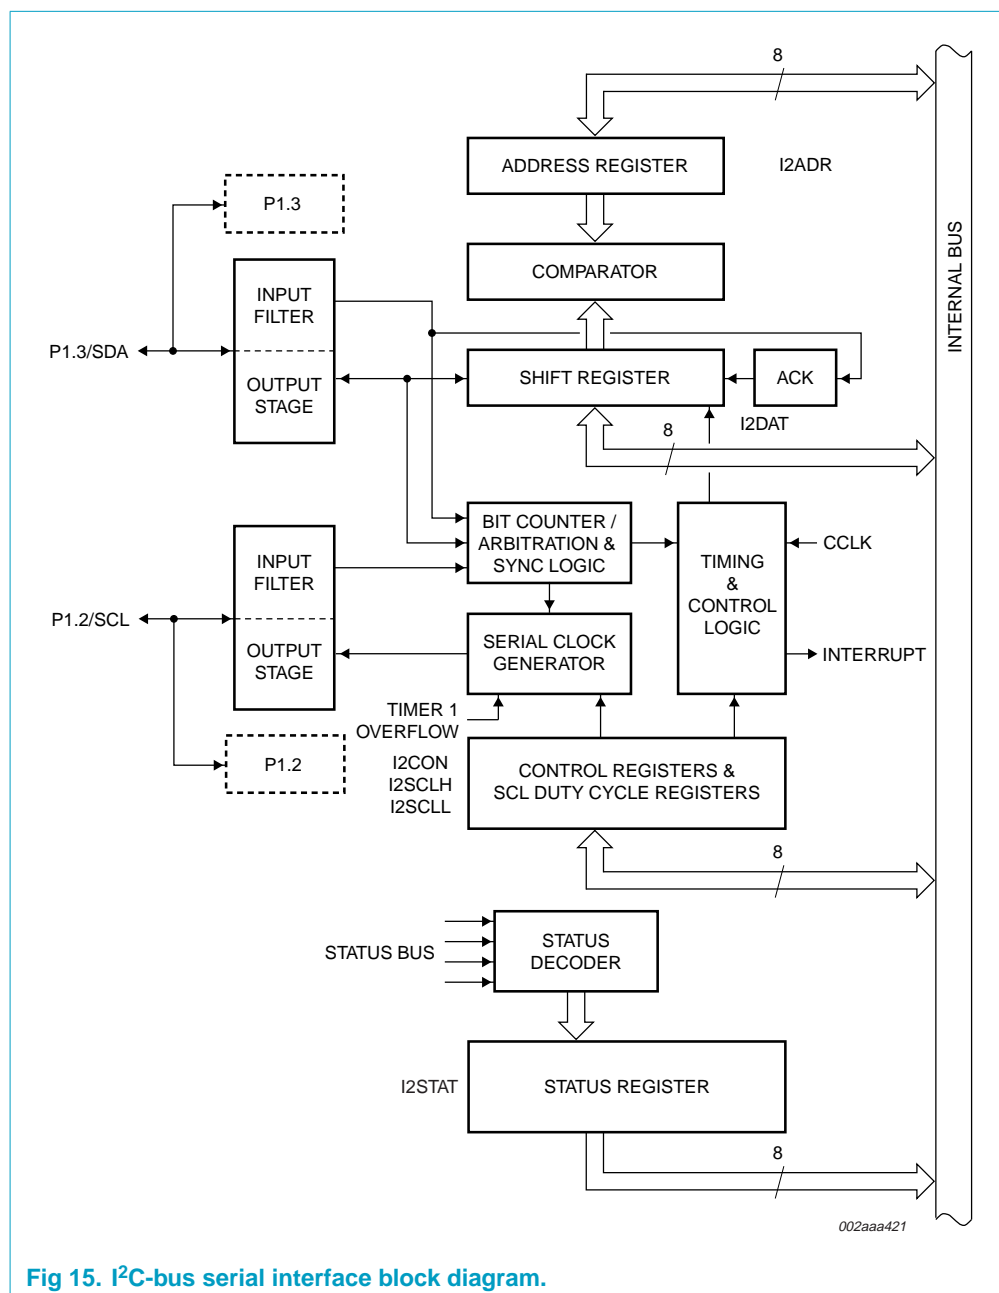 8
ADDRESS REGISTER
I2ADR
P1.3
INTERNAL BUS
COMPARATOR
INPUT
FILTER
P1.3/SDA
OUTPUT
STAGE
SHIFT REGISTER
ACK
I2DAT
8
BIT COUNTER /
ARBITRATION &
SYNC LOGIC
CCLK
INPUT
FILTER
TIMING
&
CONTROL
LOGIC
P1.2/SCL
OUTPUT
STAGE
SERIAL CLOCK
GENERATOR
INTERRUPT
TIMER 1
OVERFLOW
P1.2
I2CON
I2SCLH
I2SCLL
CONTROL REGISTERS &
SCL DUTY CYCLE REGISTERS
8
STATUS BUS
STATUS
DECODER
I2STAT
STATUS REGISTER
8
002aaa421
Fig 15. I²C-bus serial interface block diagram.